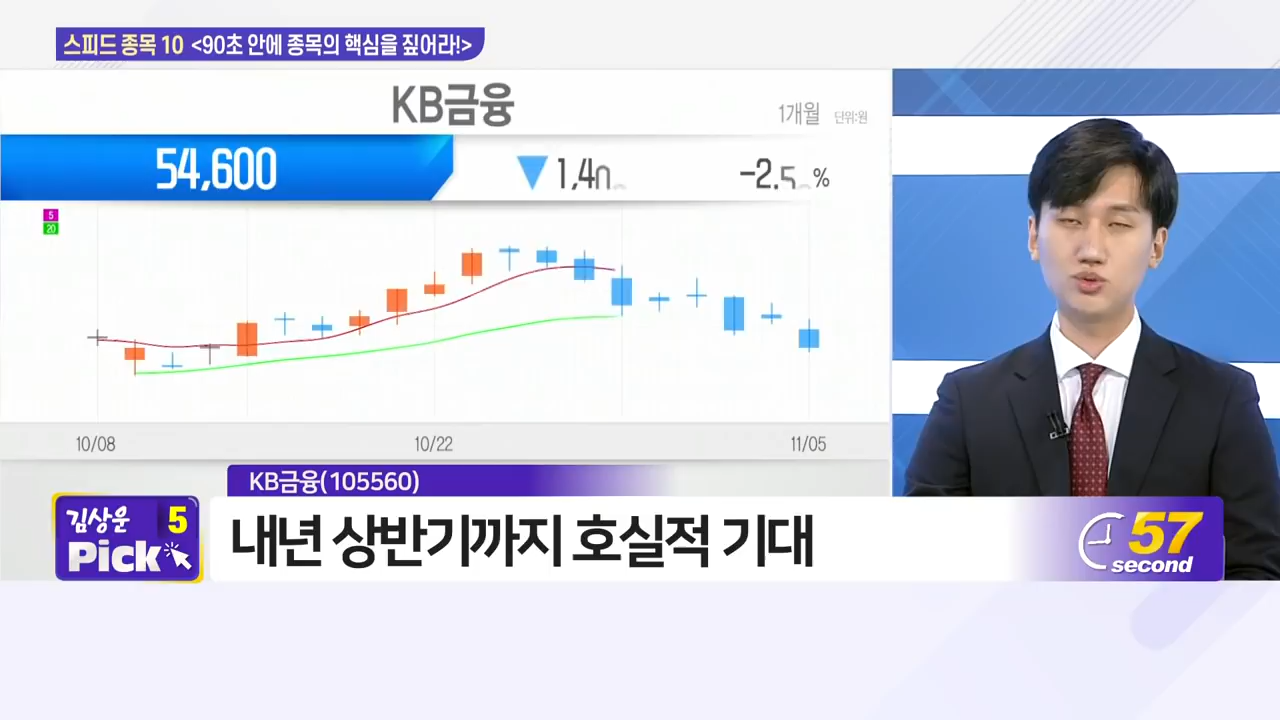 스피드 종목 10 <90초 안에 종목의 핵심을 짚어라!>
KB금융
1개월 단위:원
54,600
▼
%
5
20
10/08 10/22 11/05
KB금융(105560)
김상운 5
Pick
내년 상반기까지 호실적 기대
57
second